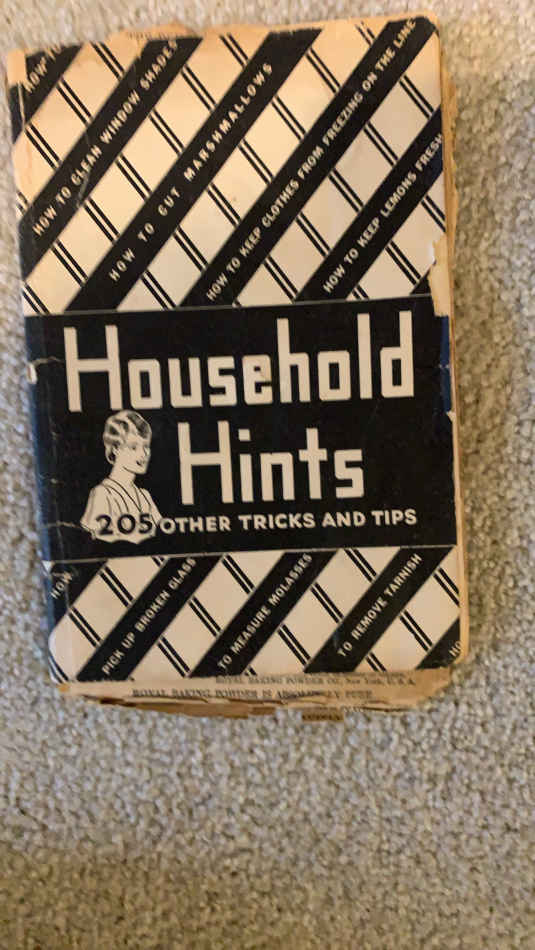 HOW TO
HOW TO CLEAN WINDOW SHADES
HOW TO CUT MARSHMALLOWS
HOW TO KEEP CLOTHES FROM FREEZING ON THE LINE
HOW TO KEEP LEMONS FRESH
Household
Hints
205 OTHER TRICKS AND TIPS
HOW
PICK UP BROKEN GLASS
TO MEASURE MOLASSES
TO REMOVE TARNISH
HO
ROYAL BAKING POWDER CO., New York, U. S. A.
ROYAL BAKING POWDER IS ABSOLUTELY PURE